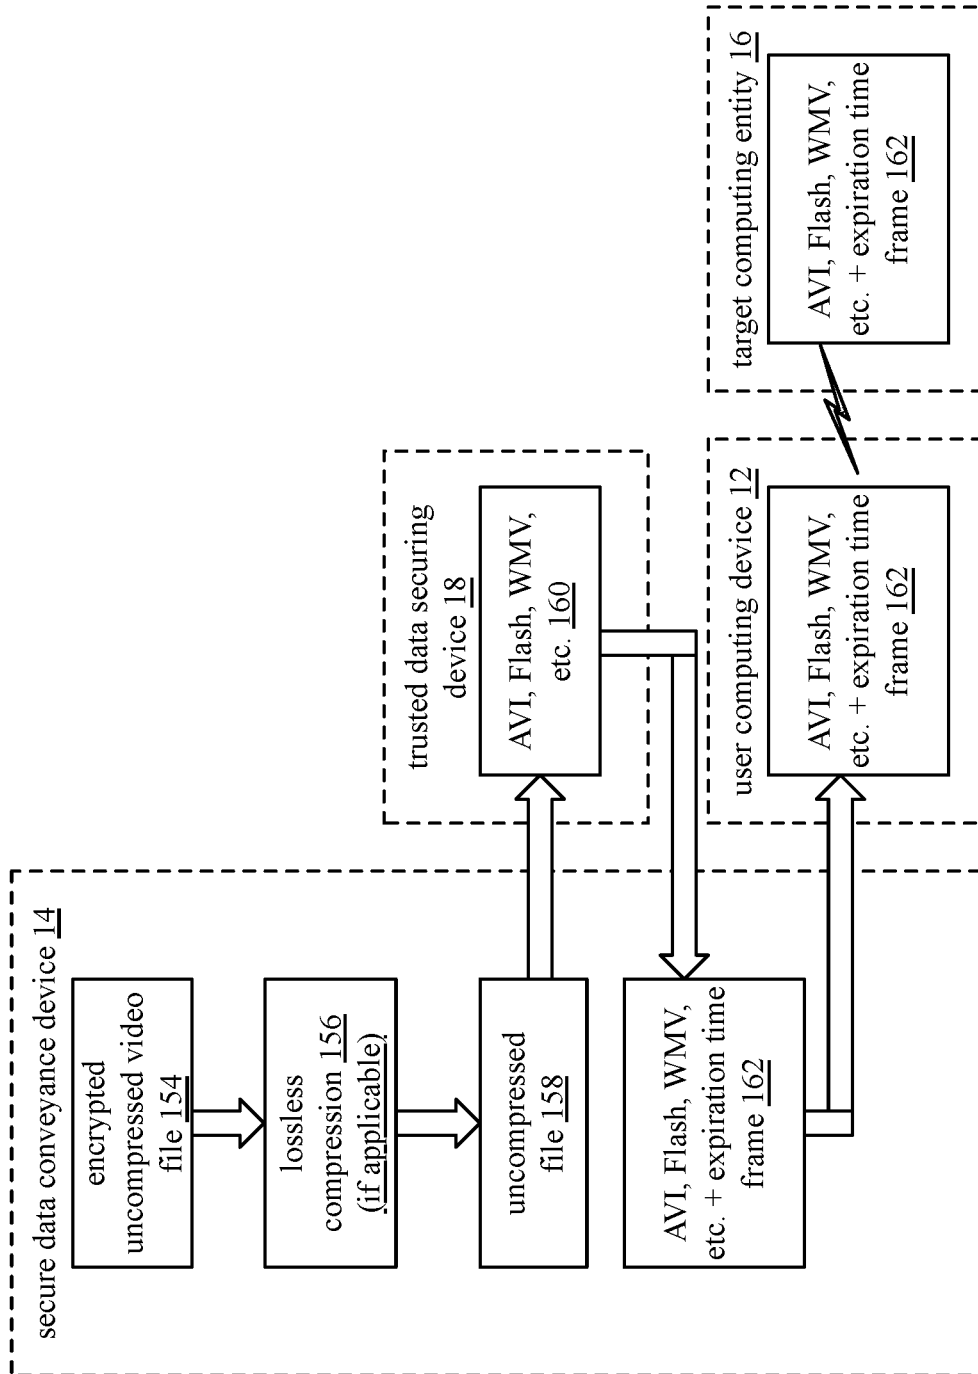 secure data conveyance device 14
encrypted
uncompressed video
file 154
lossless
compression 156
(if applicable)
uncompressed
file 158
AVI, Flash, WMV,
etc. + expiration time
frame 162
trusted data securing
device 18
AVI, Flash, WMV,
etc. 160
user computing device 12
AVI, Flash, WMV,
etc. + expiration time
frame 162
target computing entity 16
AVI, Flash, WMV,
etc. + expiration time
frame 162